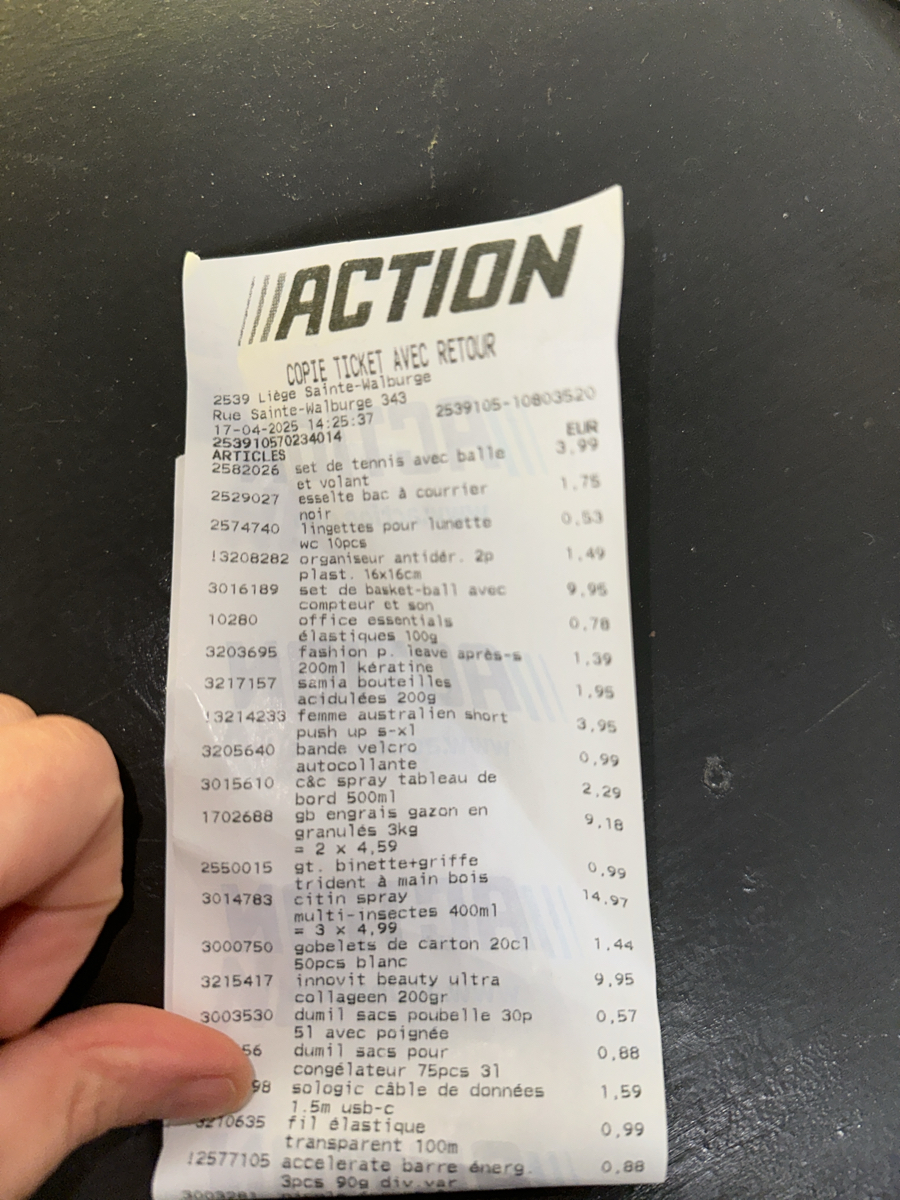 ACTION
COPIE TICKET AVEC RETOUR
2539 Liège Sainte-Walburge
Rue Sainte-Walburge 343
17-04-2025 14:25:37 2539105-10803520
253910570234014
ARTICLES EUR
2582026 set de tennis avec balle 3,99
et volant
2529027 esselte bac à courrier 1,75
noir
2574740 lingettes pour lunette 0,53
wc 10pcs
!3208282 organiseur antidér. 2p 1,49
plast. 16x16cm
3016189 set de basket-ball avec 9,95
compteur et son
10280 office essentials 0,78
élastiques 100g
3203695 fashion p. leave après-s 1,39
200ml kératine
3217157 samia bouteilles 1,95
acidulées 200g
!3214233 femme australien short 3,95
push up s-xl
3205640 bande velcro 0,99
autocollante
3015610 c&c spray tableau de 2,29
bord 500ml
1702688 gb engrais gazon en 9,18
granulés 3kg
= 2 x 4,59
2550015 gt. binette+griffe 0,99
trident à main bois
3014783 citin spray 14,97
multi-insectes 400ml
= 3 x 4,99
3000750 gobelets de carton 20cl 1,44
50pcs blanc
3215417 innovit beauty ultra 9,95
collageen 200gr
3003530 dumil sacs poubelle 30p 0,57
5l avec poignée
56 dumil sacs pour 0,88
congélateur 75pcs 3l
98 sologic câble de données 1,59
1.5m usb-c
3210635 fil élastique 0,99
transparent 100m
!2577105 accelerate barre énerg. 0,88
3pcs 90g div.var